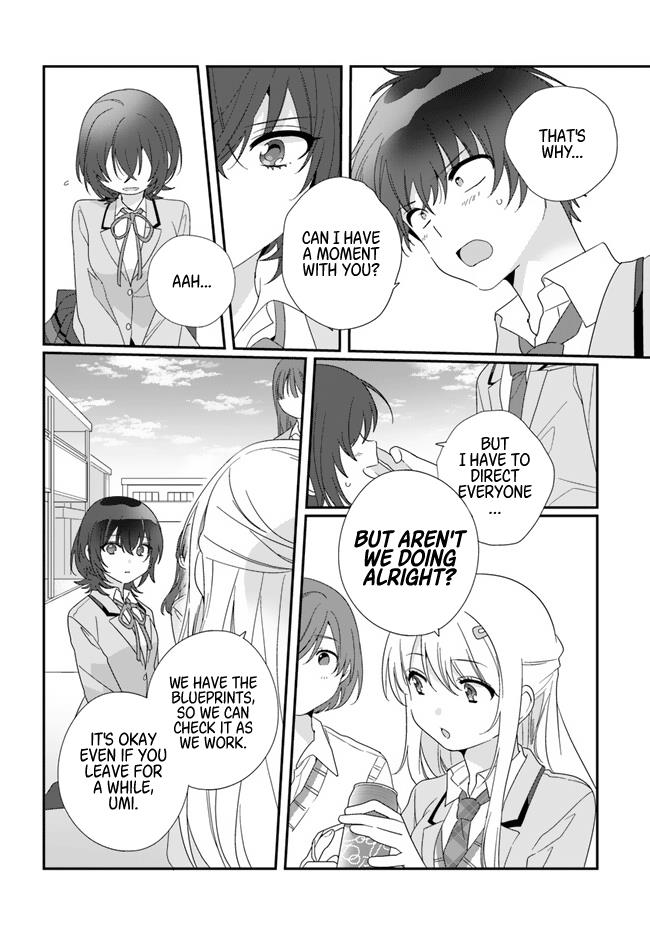 THAT'S
WHY...
CAN I HAVE
A MOMENT
WITH YOU?
AAH...
BUT
I HAVE TO
DIRECT
EVERYONE
...
BUT AREN'T
WE DOING
ALRIGHT?
WE HAVE THE
BLUEPRINTS,
SO WE CAN
CHECK IT AS
WE WORK.
IT'S OKAY
EVEN IF YOU
LEAVE FOR
A WHILE,
UMI.